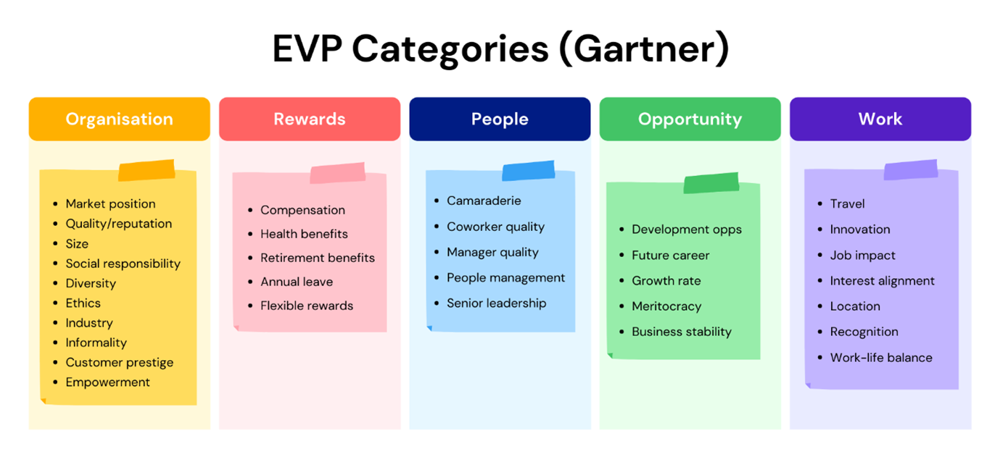 EVP Categories (Gartner)
Organisation
Market position
Quality/reputation
Size
Social responsibility
Diversity
Ethics
Industry
Informality
Customer prestige
Empowerment
Rewards
Compensation
Health benefits
Retirement benefits
Annual leave
Flexible rewards
People
Camaraderie
Coworker quality
Manager quality
People management
Senior leadership
Opportunity
Development opps
Future career
Growth rate
Meritocracy
Business stability
Work
Travel
Innovation
Job impact
Interest alignment
Location
Recognition
Work-life balance